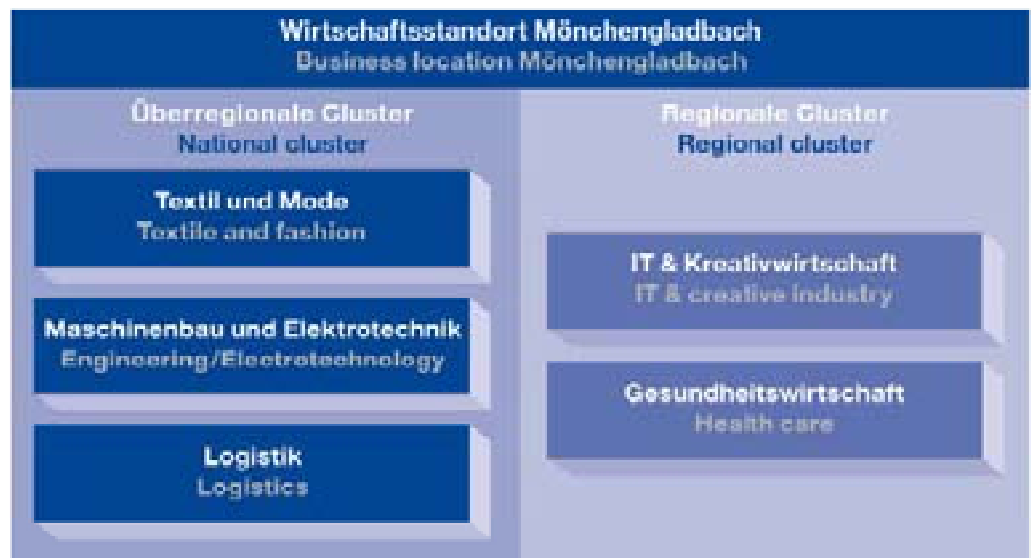 Wirtschaftsstandort Mönchengladbach
Business location Mönchengladbach
Überregionale Cluster
National cluster
Textil und Mode
Textile and fashion
Maschinenbau und Elektrotechnik
Engineering/Electrotechnology
Logistik
Logistics
Regionale Cluster
Regional cluster
IT & Kreativwirtschaft
IT & creative industry
Gesundheitswirtschaft
Health care